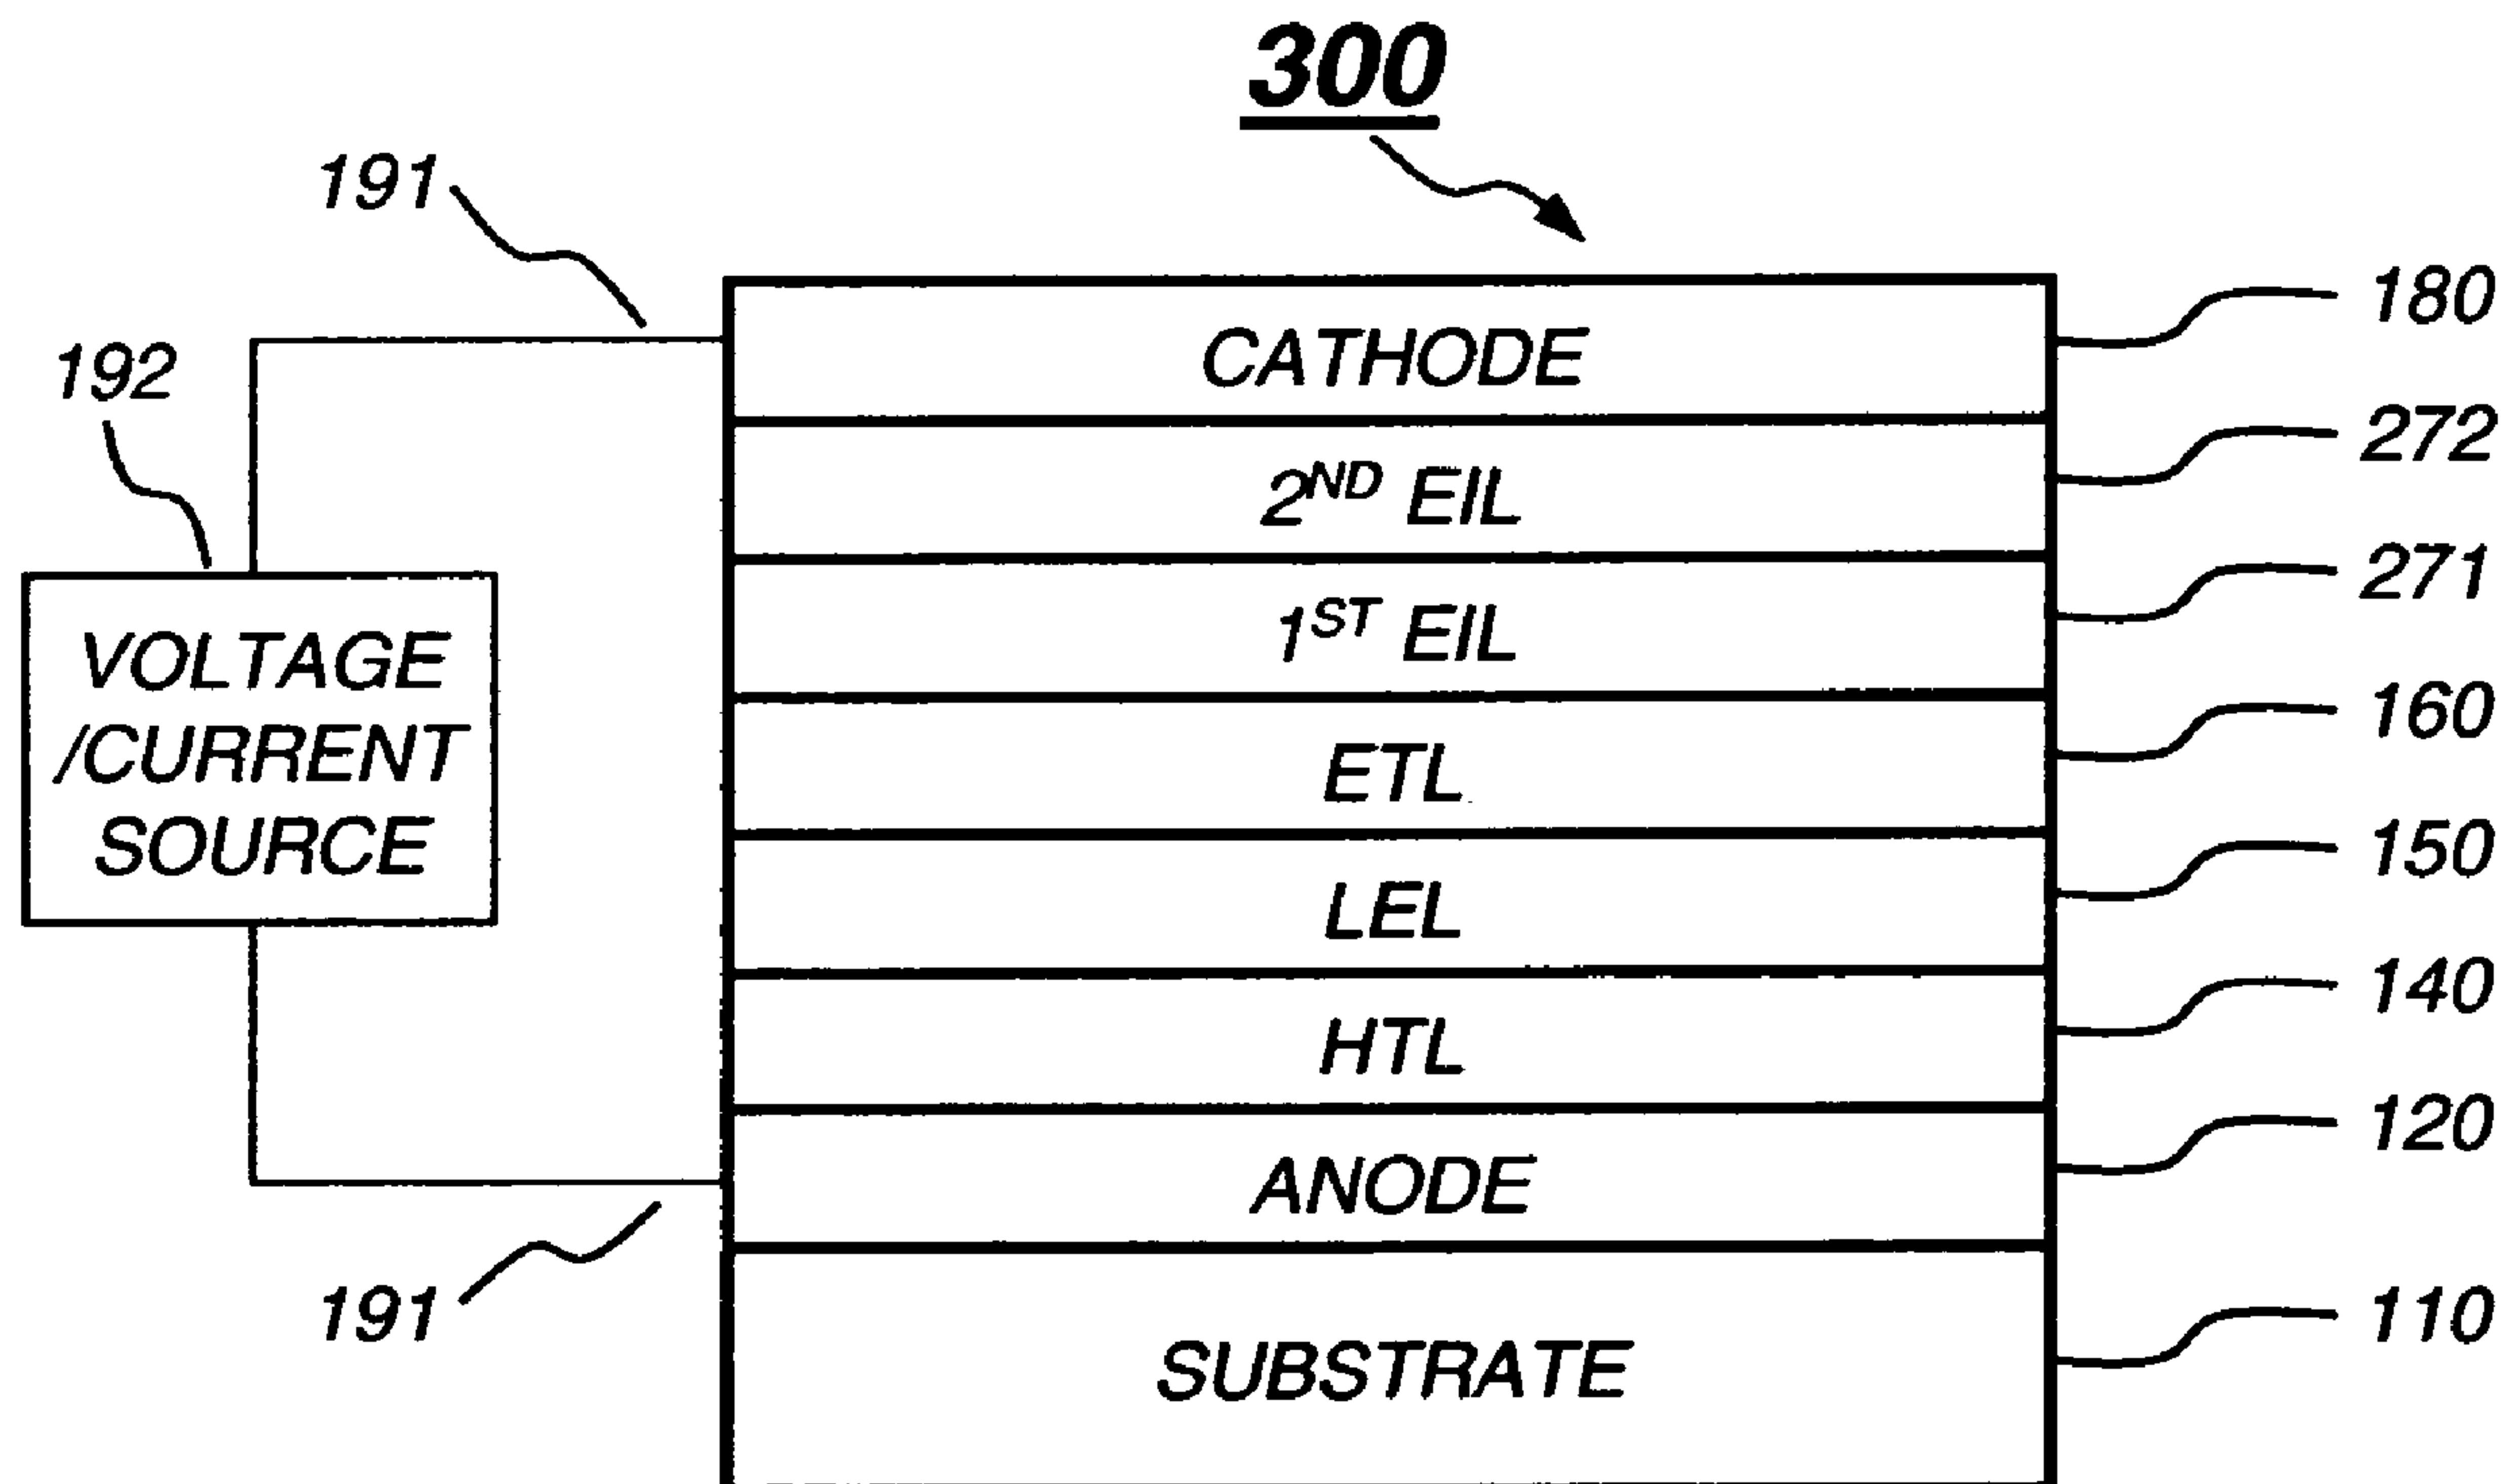 300
191
180
CATHODE
192
272
2ND EIL
271
1ST EIL
VOLTAGE
/CURRENT
SOURCE
160
ETL
150
LEL
140
HTL
120
ANODE
191
110
SUBSTRATE